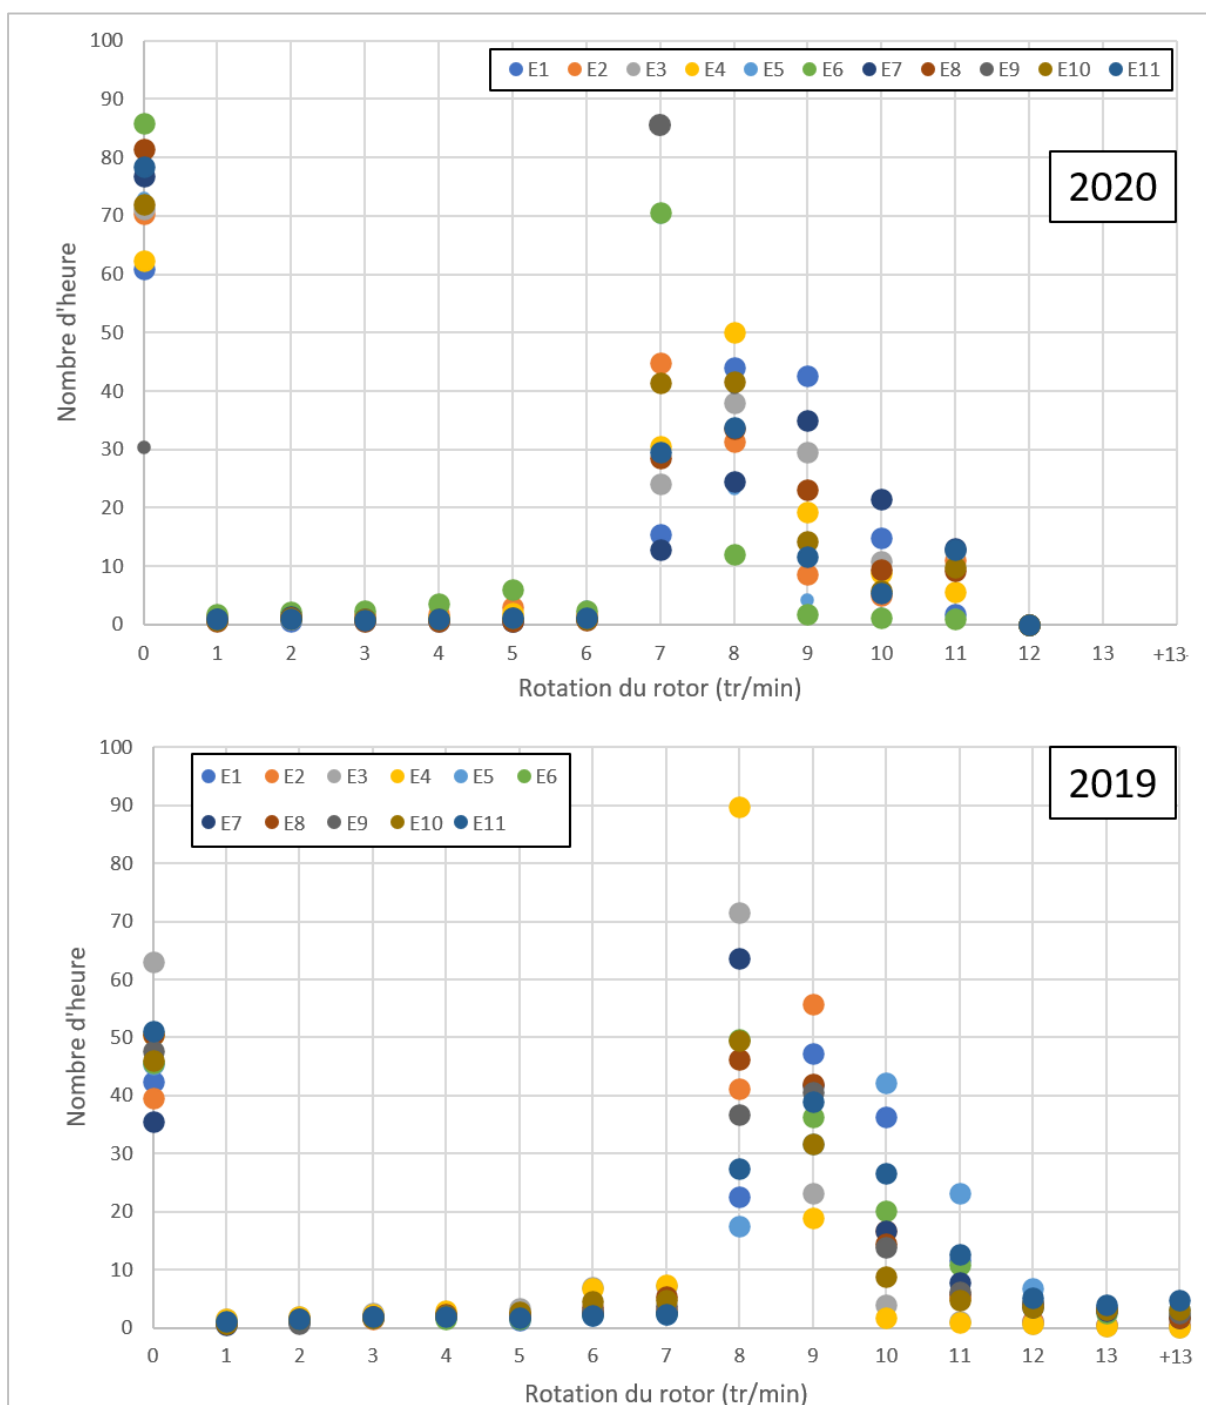 100
E1 E2 E3 E4 E5 E6 E7 E8 E9 E10 E11
90
80
2020
70
60
50
40
30
20
10
0
Nombre d'heure
0 1 2 3 4 5 6 7 8 9 10 11 12 13 +13
Rotation du rotor (tr/min)
100
2019
E1 E2 E3 E4 E5 E6
E7 E8 E9 E10 E11
90
80
70
60
50
40
30
20
10
0
Nombre d'heure
0 1 2 3 4 5 6 7 8 9 10 11 12 13 +13
Rotation du rotor (tr/min)